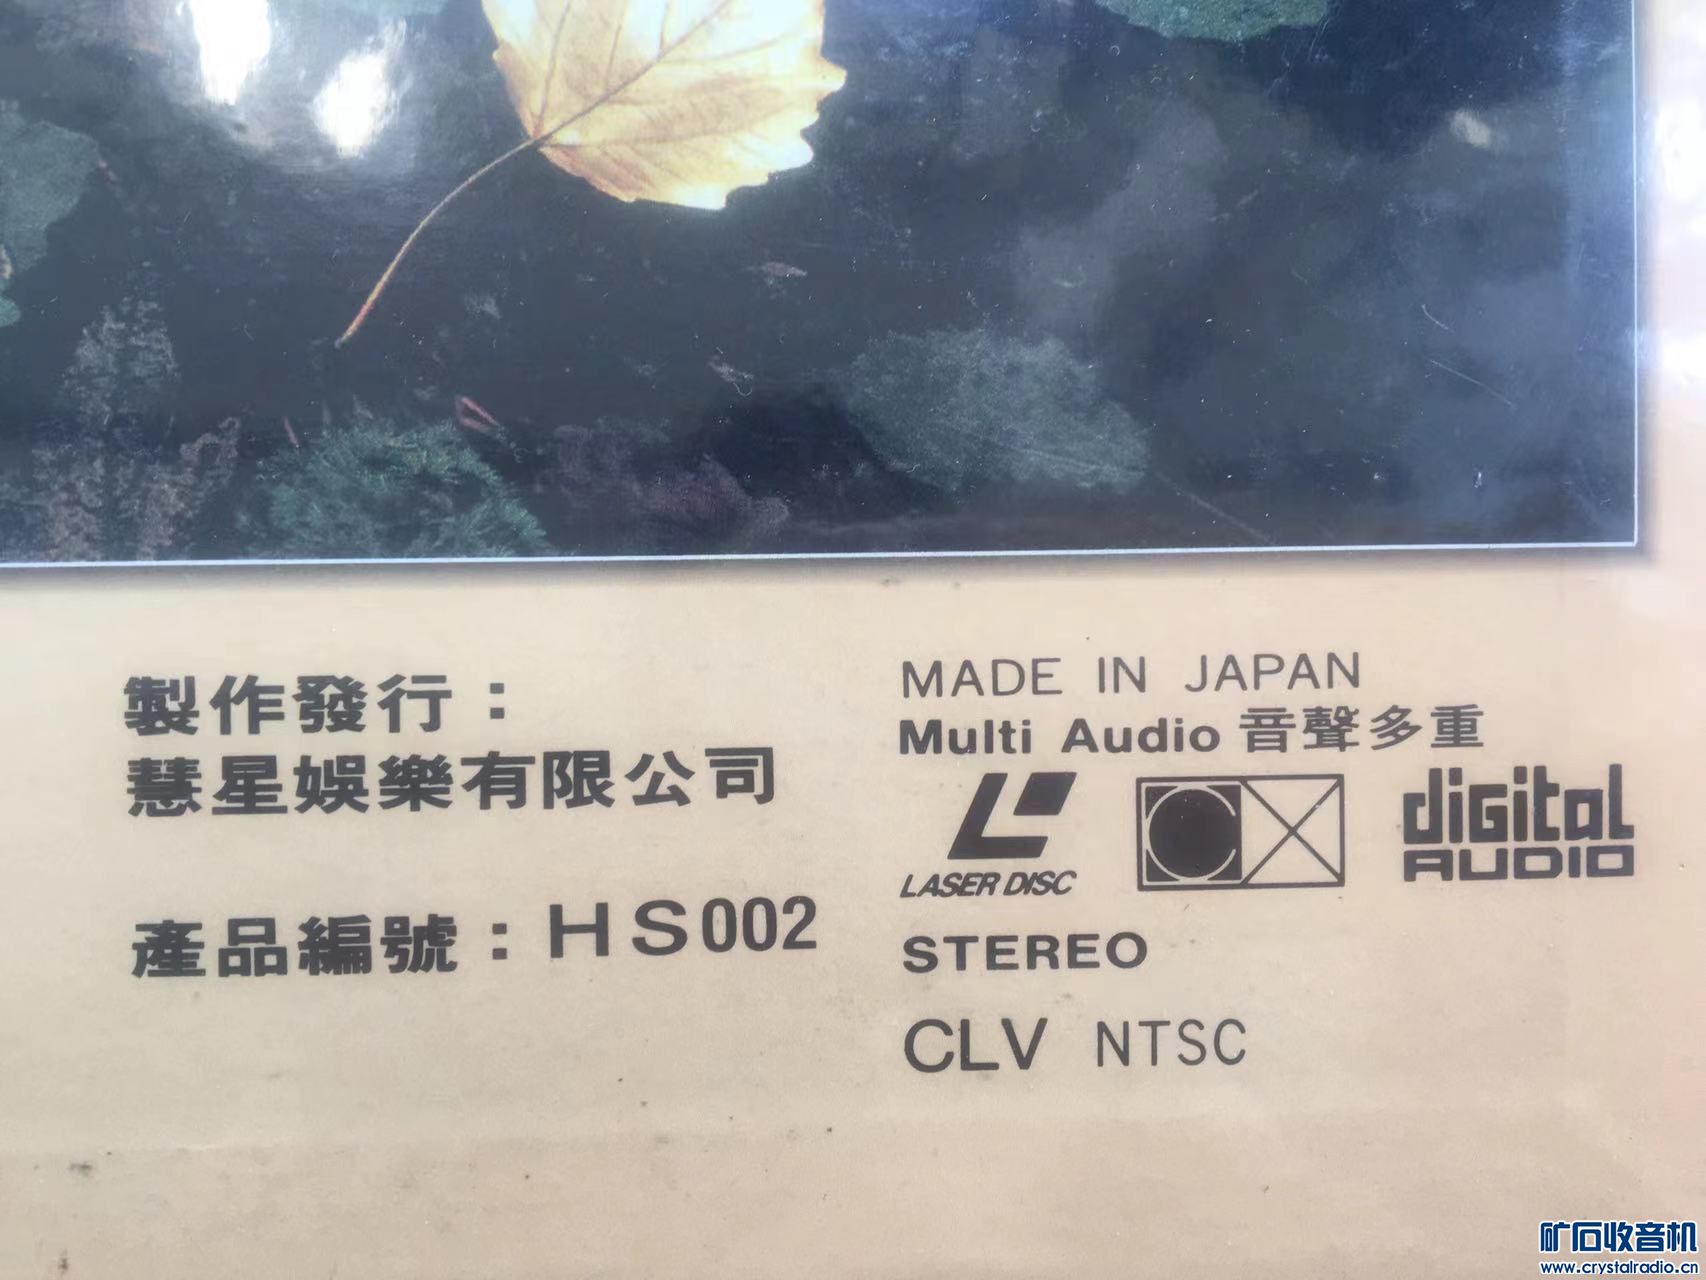 製作發行：
慧星娛樂有限公司
產品編號：HS002
MADE IN JAPAN
Multi Audio 音聲多重
LASER DISC
digital AUDIO
STEREO
CLV NTSC
矿石收音机
www.crystalradio.cn